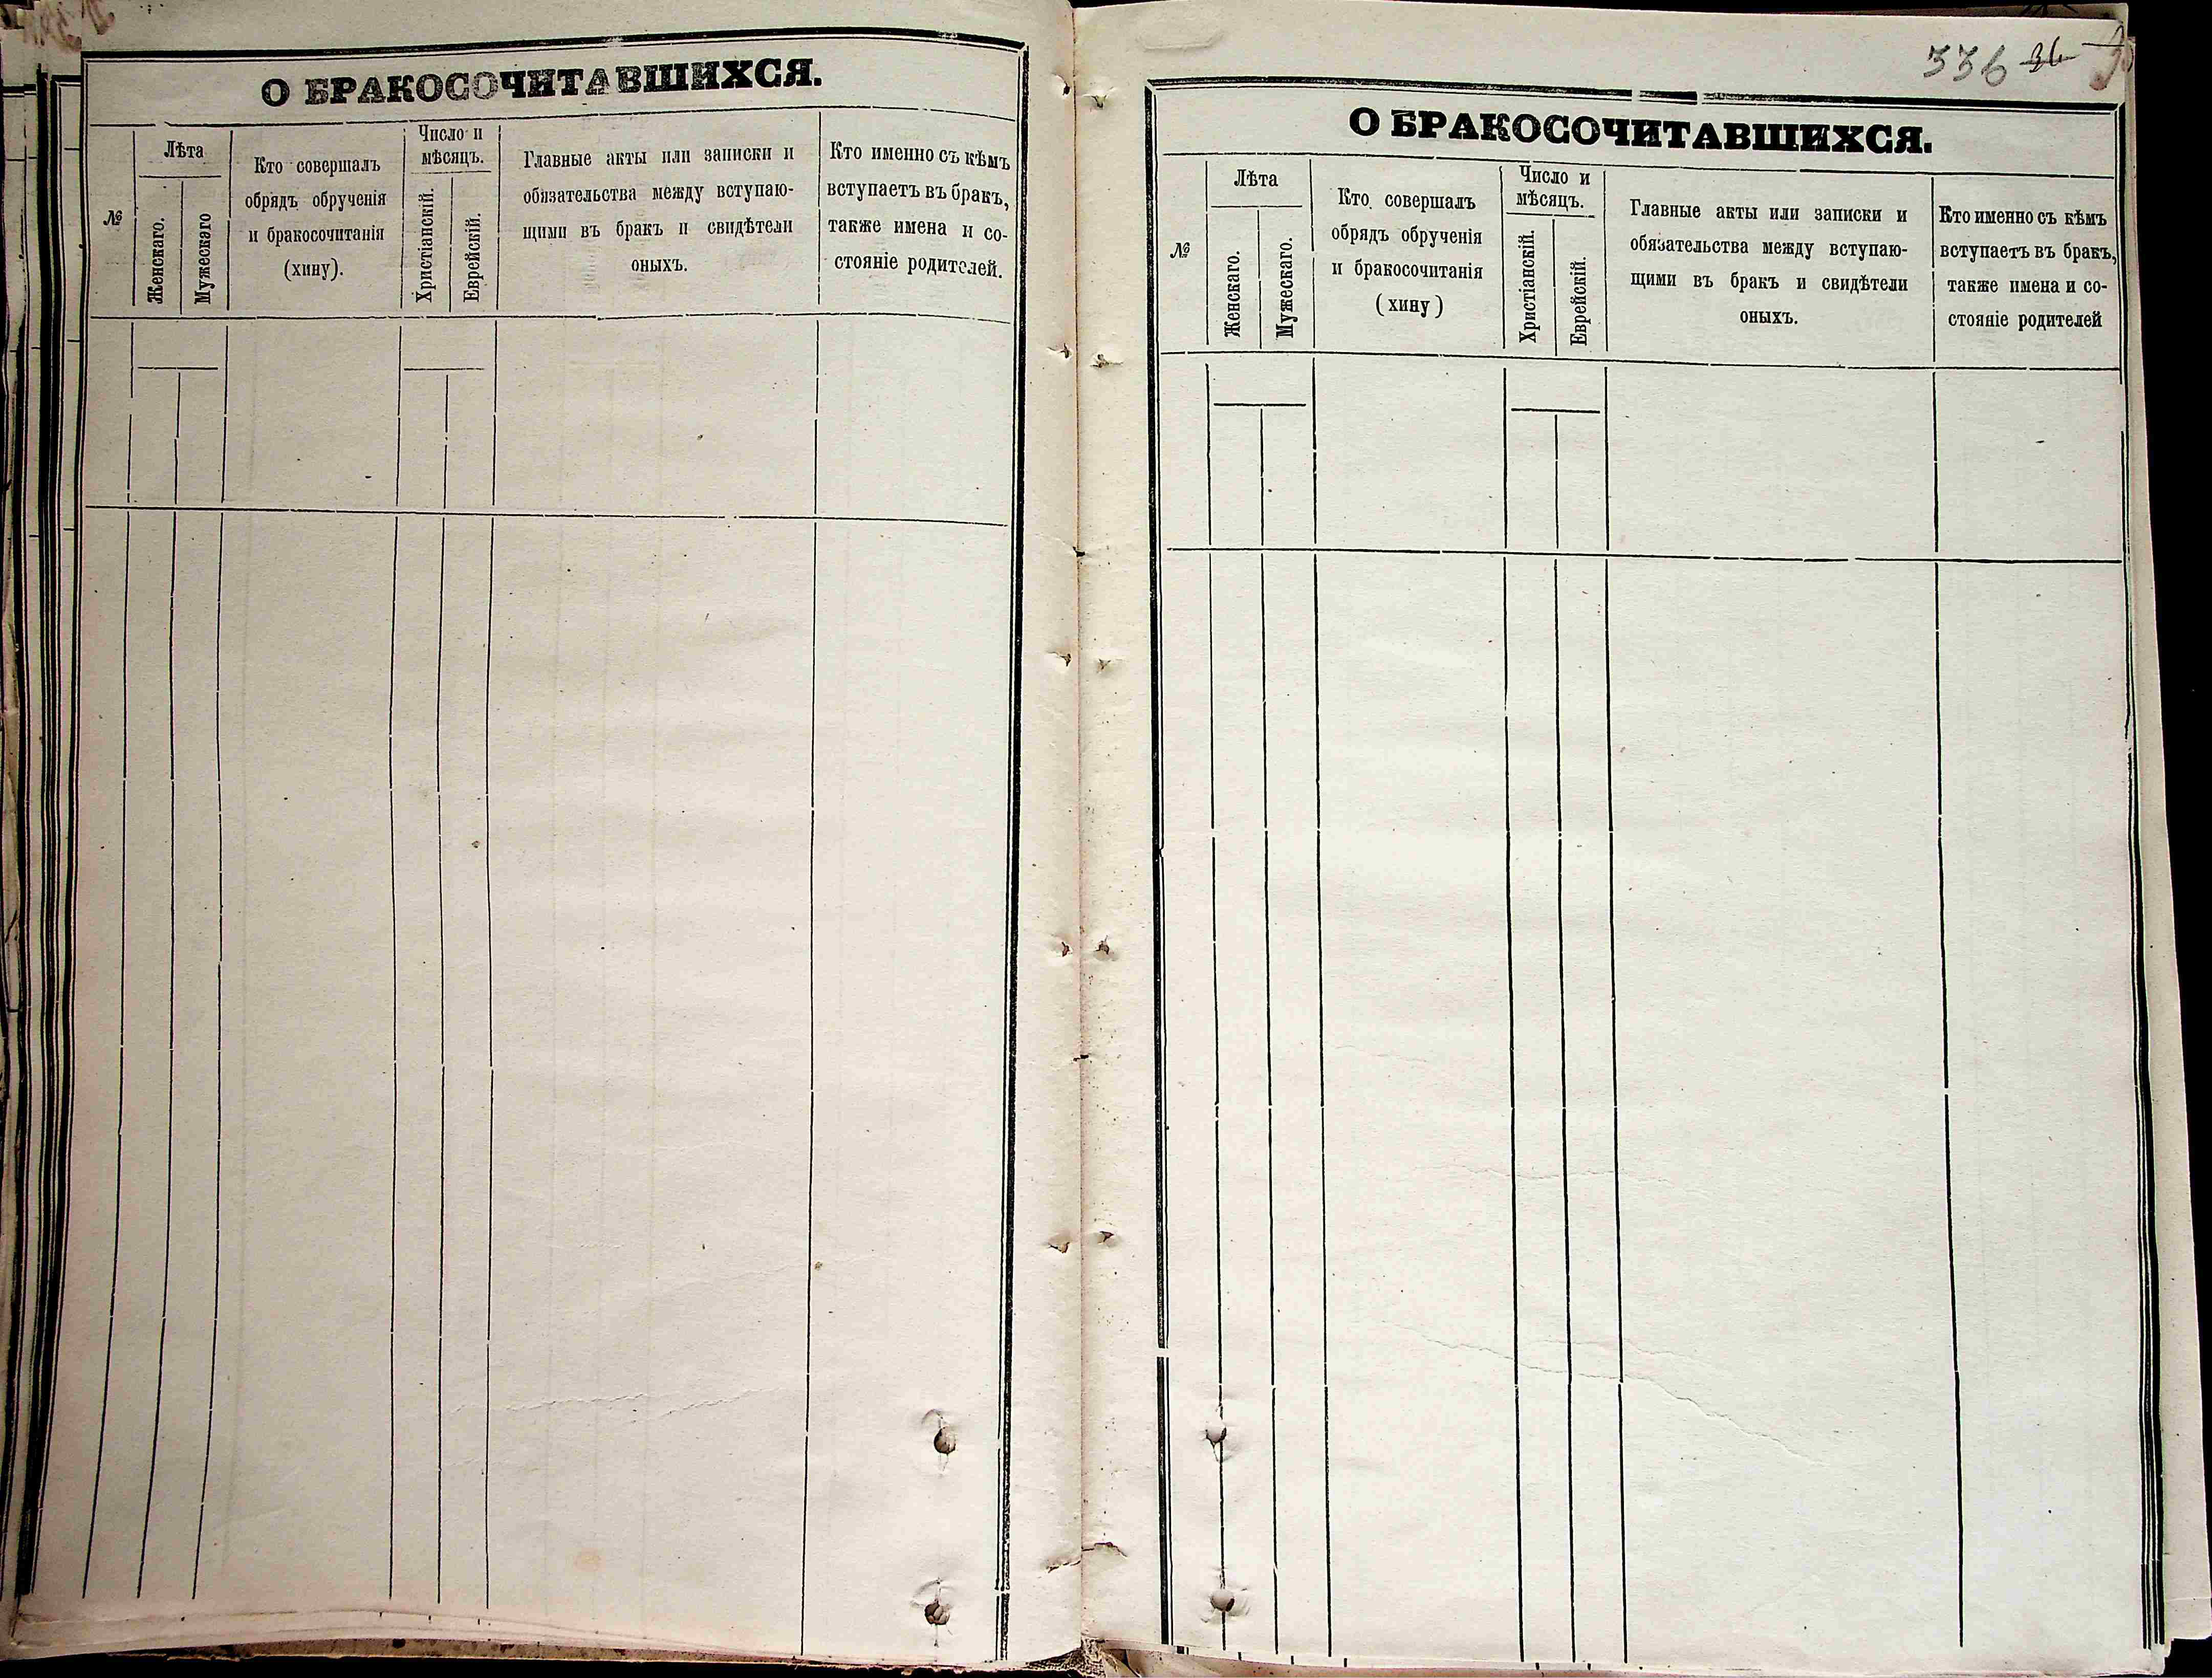 О БРАКОСОЧИТАВШИХСЯ.
№
Лѣта
Женскаго.
Мужескаго
Кто совершалъ
обрядъ обрученія
и бракосочитанія
(хину).
Число и
мѣсяцъ.
Христіанскій.
Еврейскій.
Главные акты или записки и
обязательства между вступаю-
щими въ бракъ и свидѣтели
оныхъ.
Кто именно съ кѣмъ
вступаетъ въ бракъ,
также имена и со-
стояніе родителей.
336 36
О БРАКОСОЧИТАВШИХСЯ.
№
Лѣта
Женскаго.
Мужескаго.
Кто совершалъ
обрядъ обрученія
и бракосочитанія
(хину)
Число и
мѣсяцъ.
Христіанскій.
Еврейскій.
Главные акты или записки и
обязательства между вступаю-
щими въ бракъ и свидѣтели
оныхъ.
Кто именно съ кѣмъ
вступаетъ въ бракъ,
также имена и со-
стояніе родителей